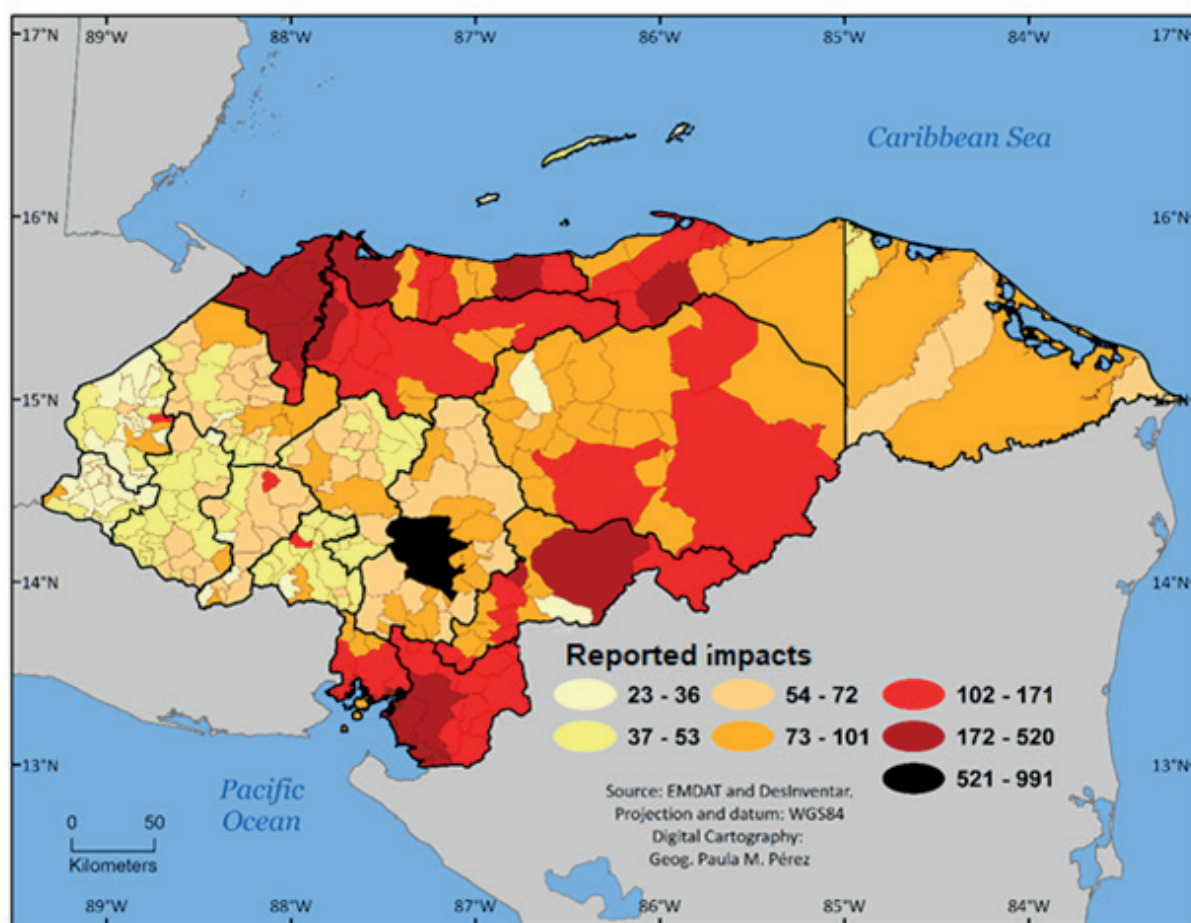 17°N 89°W 88°W 87°W 86°W 85°W 84°W 17°N
Caribbean Sea
16°N 16°N
15°N 15°N
14°N 14°N
Reported impacts
23 - 36 54 - 72 102 - 171
37 - 53 73 - 101 172 - 520
13°N 521 - 991 13°N
Pacific
Ocean
Source: EMDAT and DesInventar.
Projection and datum: WGS84
Digital Cartography:
Geog. Paula M. Pérez
0 50
Kilometers
89°W 88°W 87°W 86°W 85°W 84°W